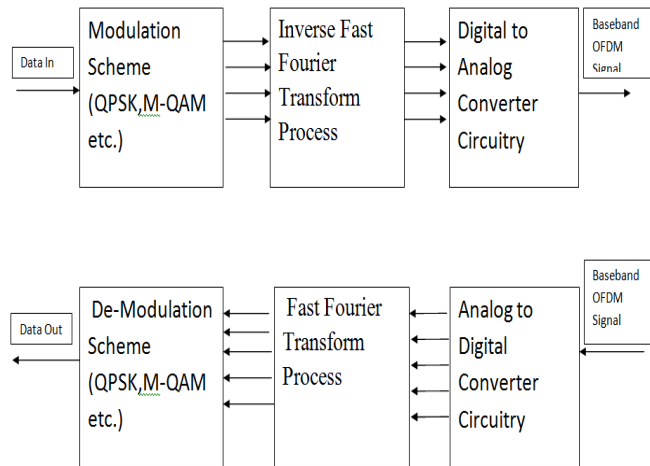 Data In
Modulation
Scheme
(QPSK,M-QAM
etc.)
Inverse Fast
Fourier
Transform
Process
Digital to
Analog
Converter
Circuitry
Baseband
OFDM
Signal
Data Out
De-Modulation
Scheme
(QPSK,M-QAM
etc.)
Fast Fourier
Transform
Process
Analog to
Digital
Converter
Circuitry
Baseband
OFDM
Signal